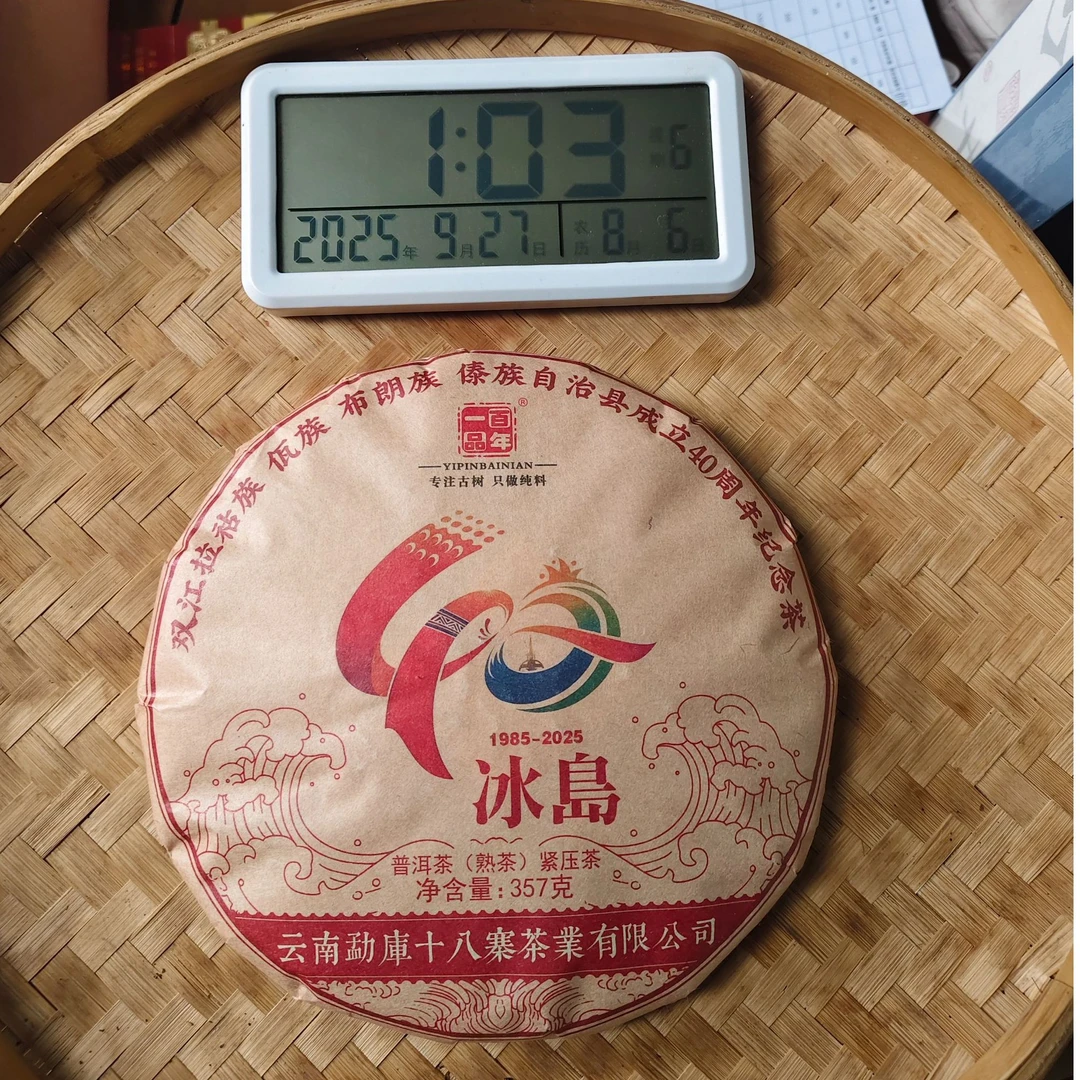 1:03 星期 6
2025年 9月27日 农历 8月 6日
双江拉祜族 佤族 布朗族 傣族自治县成立40周年纪念茶
一品百年®
YIPINBAINIAN
专注古树 只做纯料
40
1985-2025
冰島
普洱茶（熟茶）紧压茶
净含量:357克
云南勐庫十八寨茶業有限公司